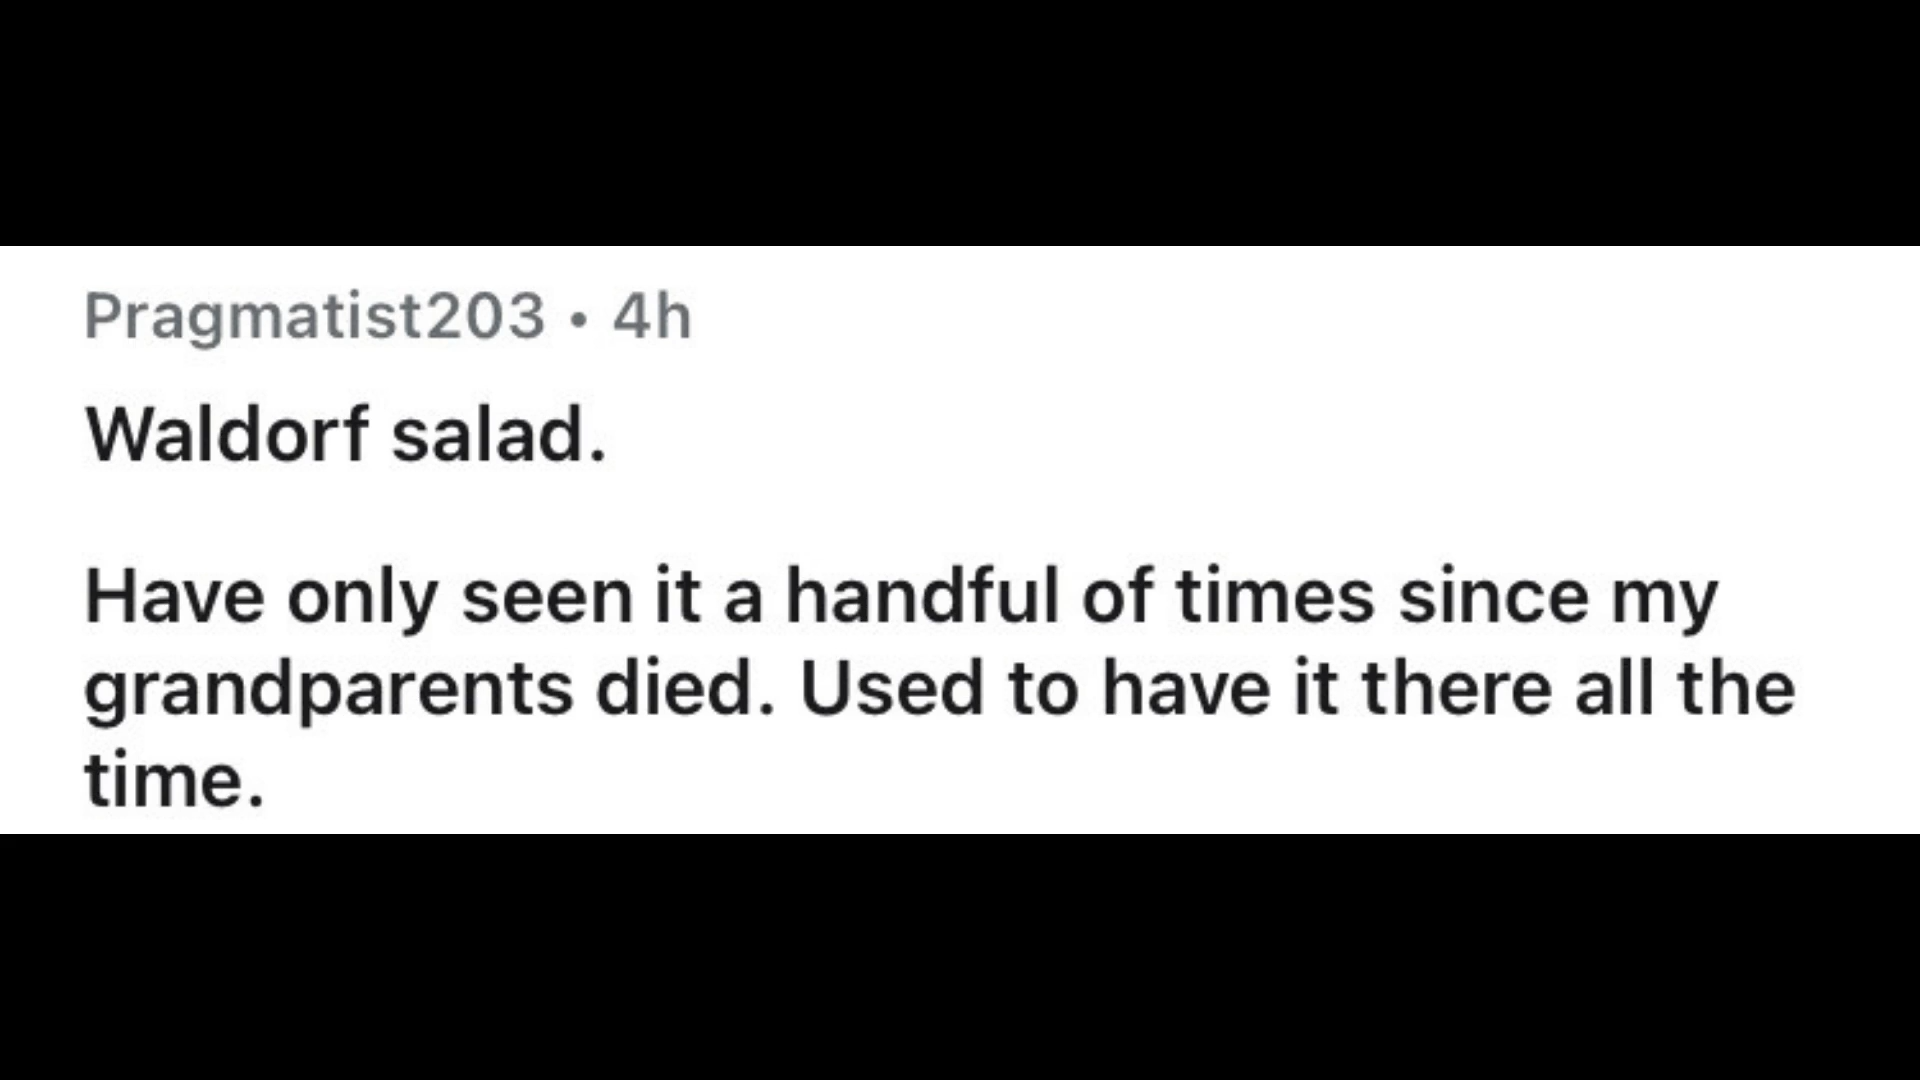 Pragmatist203 • 4h
Waldorf salad.
Have only seen it a handful of times since my
grandparents died. Used to have it there all the
time.